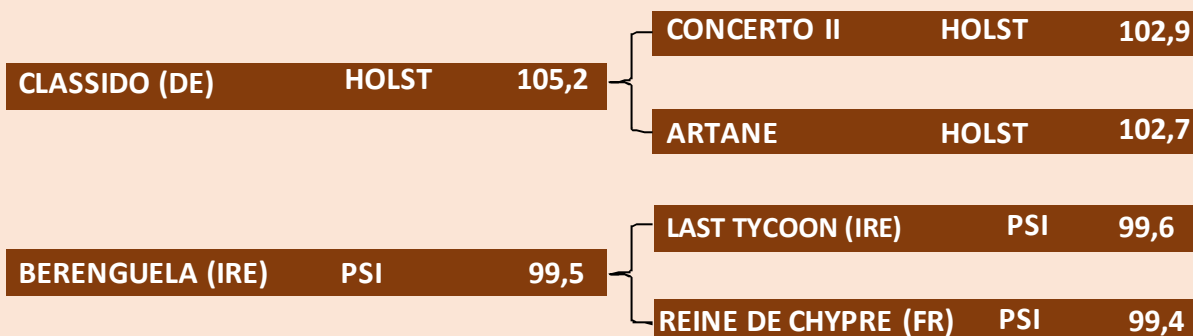 CONCERTO II HOLST 102,9
CLASSIDO (DE) HOLST 105,2
ARTANE HOLST 102,7
LAST TYCOON (IRE) PSI 99,6
BERENGUELA (IRE) PSI 99,5
REINE DE CHYPRE (FR) PSI 99,4